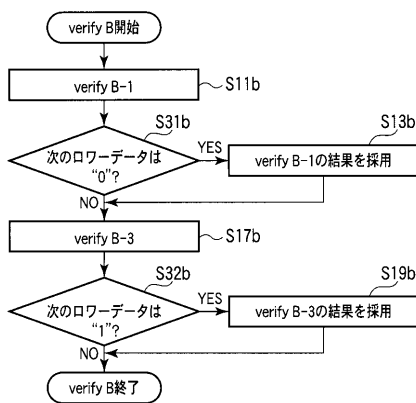 verify B開始
verify B-1
S11b
S31b
次のロワーデータは
“0”?
YES
S13b
verify B-1の結果を採用
NO
verify B-3
S17b
S32b
次のロワーデータは
“1”?
YES
S19b
verify B-3の結果を採用
NO
verify B終了